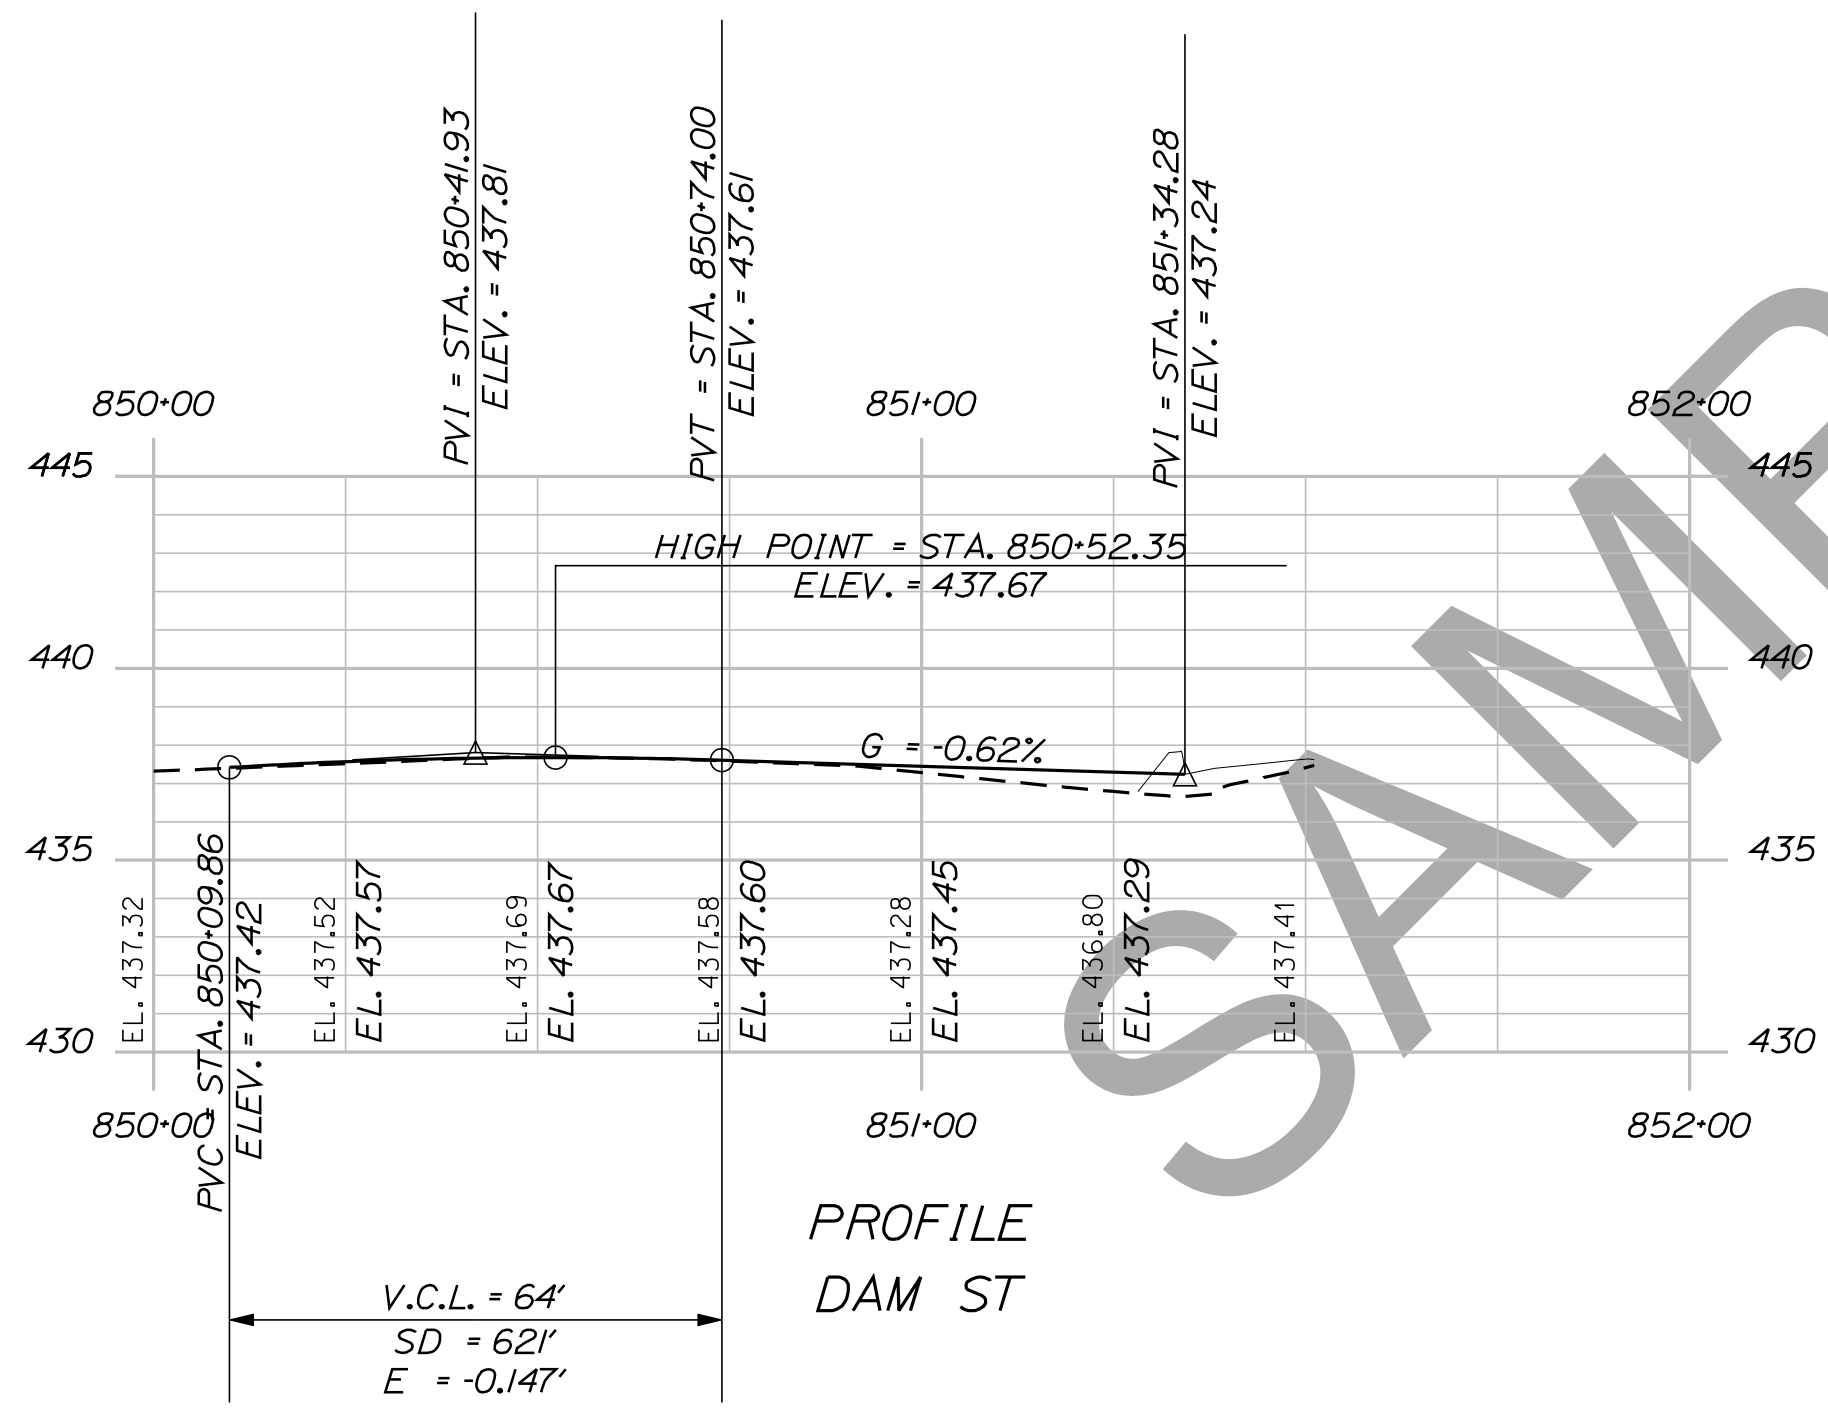 PVI = STA. 850+41.93
ELEV. = 437.81
PVT = STA. 850+74.00
ELEV. = 437.61
PVI = STA. 851+34.28
ELEV. = 437.24
850+00
851+00
852+00
445
445
HIGH POINT = STA. 850+52.35
ELEV. = 437.67
440
440
G = -0.62%
435
435
EL. 437.32
PVC = STA. 850+09.86
ELEV. = 437.42
EL. 437.52
EL. 437.57
EL. 437.69
EL. 437.67
EL. 437.58
EL. 437.60
EL. 437.28
EL. 437.45
EL. 436.80
EL. 437.29
EL. 437.41
430
430
850+00
851+00
852+00
PROFILE
DAM ST
V.C.L. = 64'
SD = 621'
E = -0.147'
SAMP